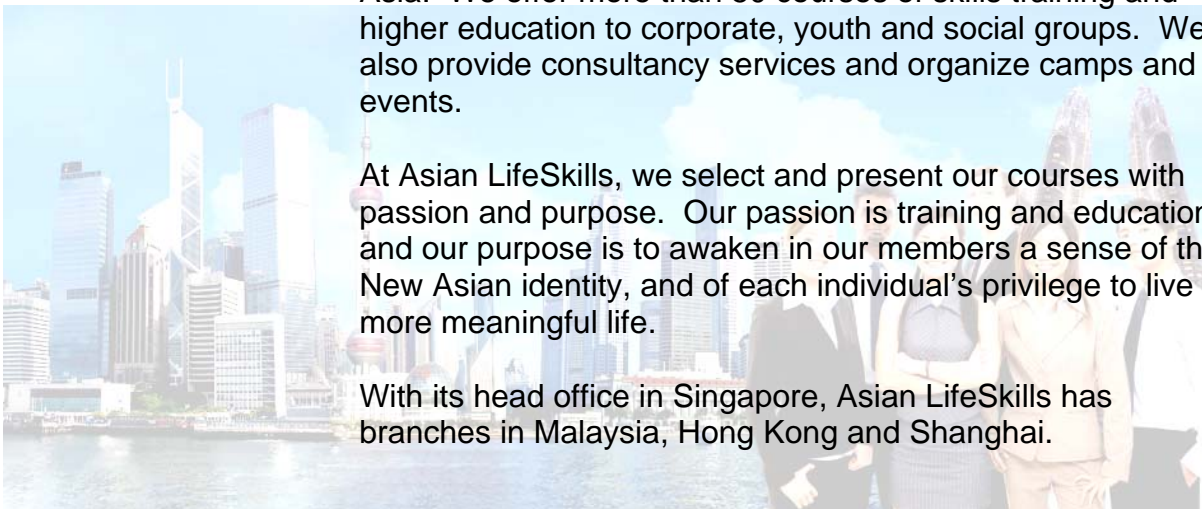 higher education to corporate, youth and social groups.  We
also provide consultancy services and organize camps and
events.
At Asian LifeSkills, we select and present our courses with
passion and purpose.  Our passion is training and education
and our purpose is to awaken in our members a sense of th
New Asian identity, and of each individual’s privilege to live
more meaningful life.
With its head office in Singapore, Asian LifeSkills has
branches in Malaysia, Hong Kong and Shanghai.